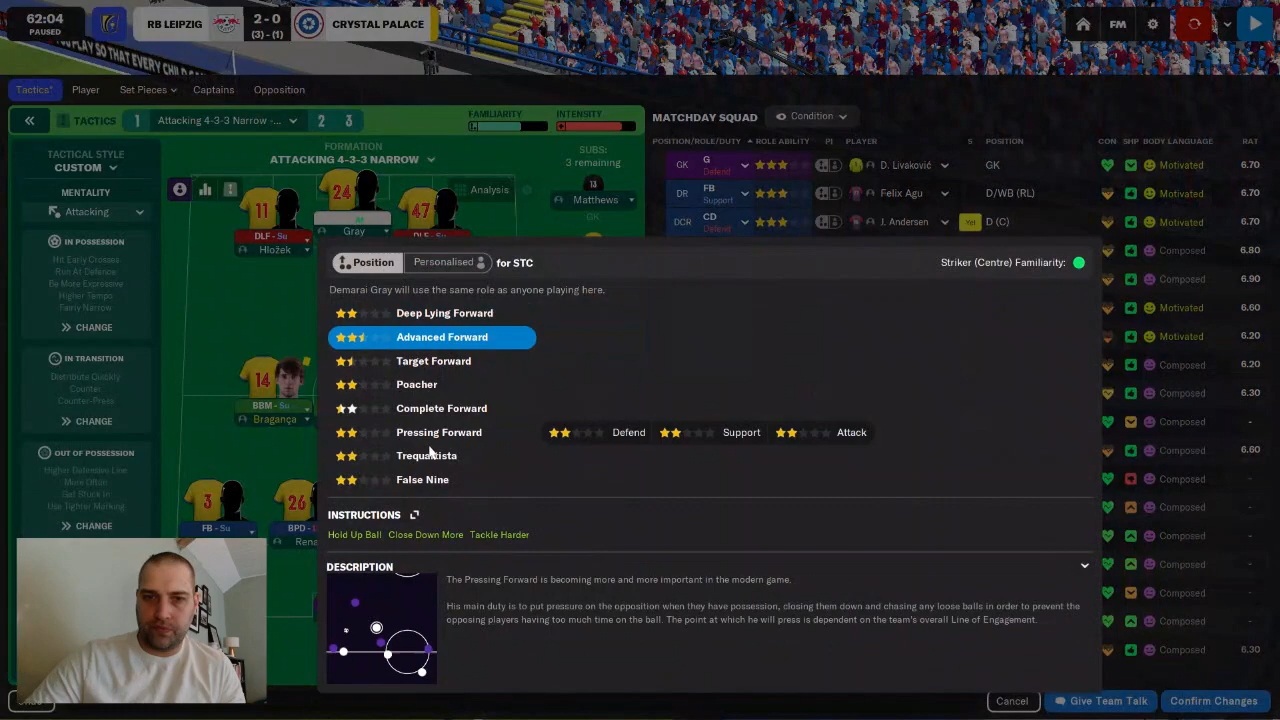 62:04
PAUSED
RB LEIPZIG
2 - 0
(3) - (1)
CRYSTAL PALACE
FM
PLAY SO THAT EVERY CHILD
Tactics*
Player
Set Pieces
Captains
Opposition
TACTICS
1
Attacking 4-3-3 Narrow -...
2
3
FAMILIARITY
INTENSITY
MATCHDAY SQUAD
Condition
TACTICAL STYLE
CUSTOM
FORMATION
ATTACKING 4-3-3 NARROW
SUBS:
3 remaining
POSITION/ROLE/DUTY
ROLE ABILITY
PI
PLAYER
S
POSITION
CON
SHP
BODY LANGUAGE
RAT
MENTALITY
Attacking
Analysis
13
Matthews
GK
G
Defend
D. Livaković
GK
Motivated
6.70
FB
Support
Felix Agu
D/WB (RL)
Motivated
6.70
DCR
CD
Defend
J. Andersen
Yel
D (C)
Motivated
6.70
DR
11
DLF - Su
Hložek
24
Gray
47
DLF - Su
IN POSSESSION
Hit Early Crosses
Run At Defence
Be More Expressive
Higher Tempo
Fairly Narrow
CHANGE
IN TRANSITION
Distribute Quickly
Counter
Counter-Press
CHANGE
OUT OF POSSESSION
Higher Defensive Line
More Often
Get Stuck In
Use Tighter Marking
CHANGE
14
BBM - Su
Bragança
3
FB - Su
26
BPD -
Rena
Position
Personalised
for STC
Striker (Centre) Familiarity:
Demarai Gray will use the same role as anyone playing here.
Deep Lying Forward
Advanced Forward
Target Forward
Poacher
Complete Forward
Pressing Forward
Defend
Support
Attack
Trequartista
False Nine
INSTRUCTIONS
Hold Up Ball Close Down More Tackle Harder
DESCRIPTION
The Pressing Forward is becoming more and more important in the modern game.
His main duty is to put pressure on the opposition when they have possession, closing them down and chasing any loose balls in order to prevent the
opposing players having too much time on the ball. The point at which he will press is dependent on the team's overall Line of Engagement.
Composed
6.80
Composed
6.20
Motivated
6.60
Motivated
6.20
Composed
6.20
Composed
6.30
Composed
-
Composed
6.60
Composed
-
Composed
-
Composed
-
Composed
-
Composed
-
Composed
-
Composed
6.30
Cancel
Give Team Talk
Confirm Changes